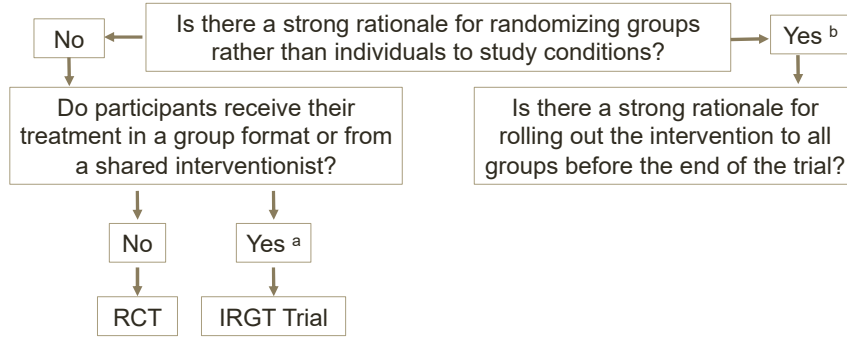 Is there a strong rationale for randomizing groups
rather than individuals to study conditions?
No
Yes ᵇ
Do participants receive their
treatment in a group format or from
a shared interventionist?
Is there a strong rationale for
rolling out the intervention to all
groups before the end of the trial?
No
Yes ᵃ
RCT
IRGT Trial